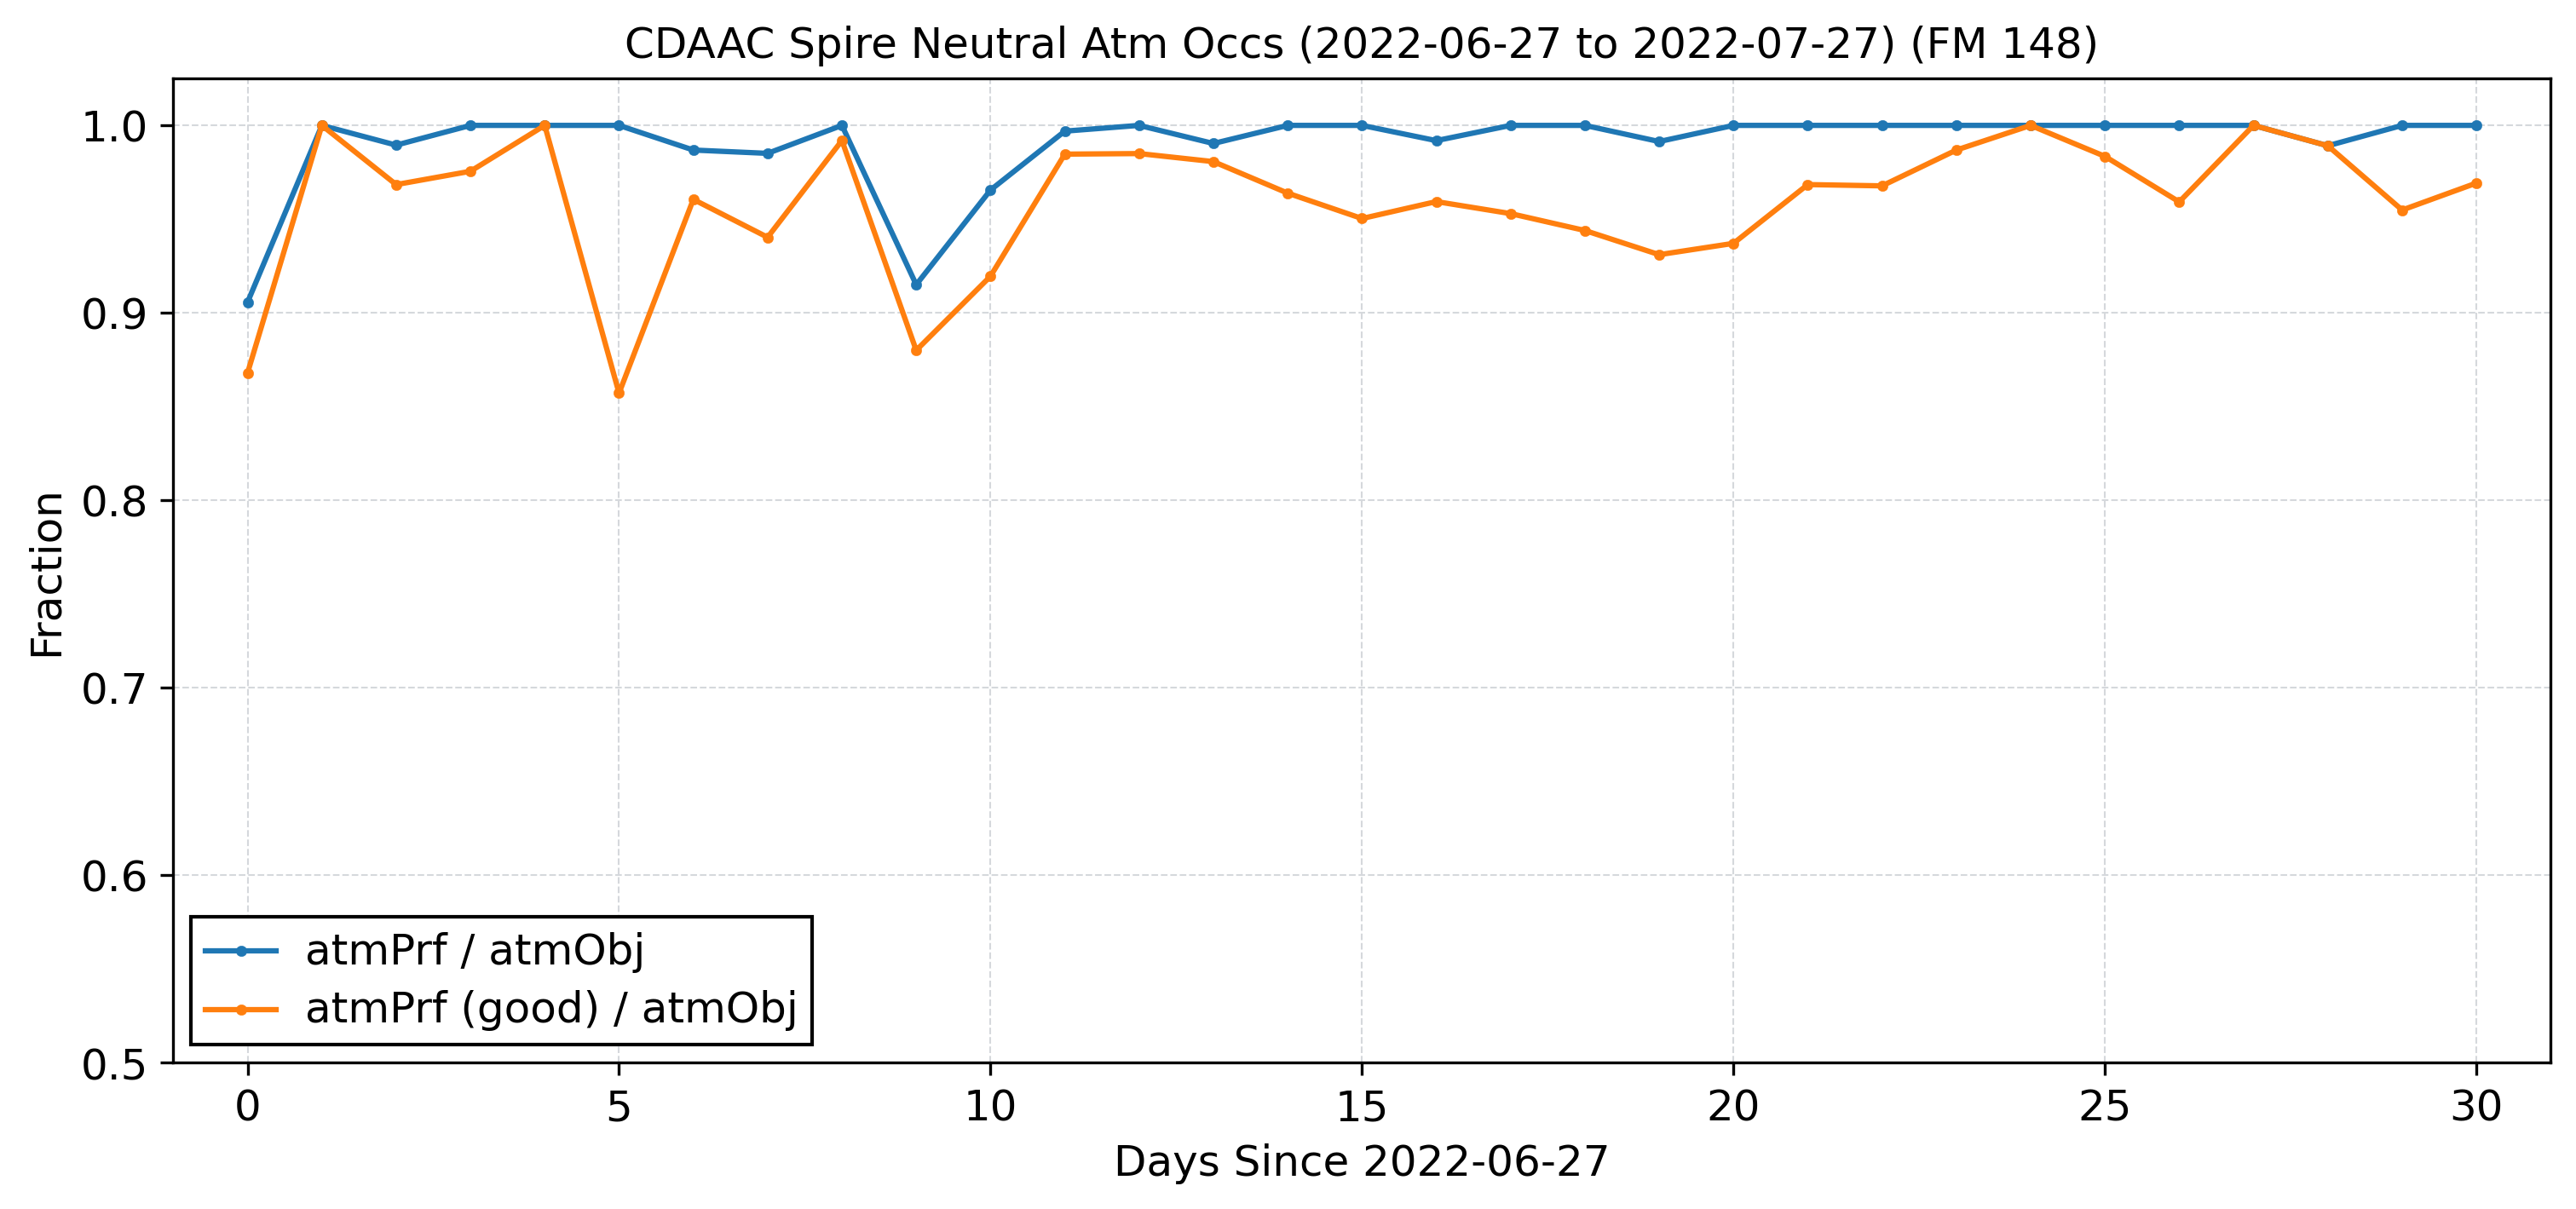 CDAAC Spire Neutral Atm Occs (2022-06-27 to 2022-07-27) (FM 148)
1.0
0.9
0.8
0.7
0.6
0.5
Fraction
atmPrf / atmObj
atmPrf (good) / atmObj
0 5 10 15 20 25 30
Days Since 2022-06-27